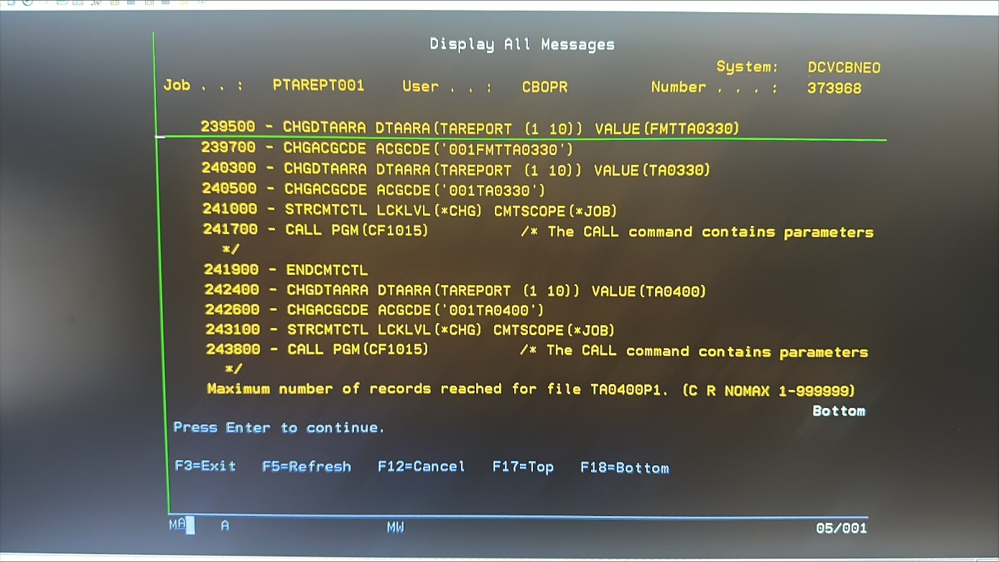 Display All Messages
System: DCVCBNEO
Job . . : PTAREPT001 User . . : CBOPR Number . . . : 373968
239500 - CHGDTAARA DTAARA(TAREPORT (1 10)) VALUE(FMTTA0330)
239700 - CHGACGCDE ACGCDE('001FMTTA0330')
240300 - CHGDTAARA DTAARA(TAREPORT (1 10)) VALUE(TA0330)
240500 - CHGACGCDE ACGCDE('001TA0330')
241000 - STRCMTCTL LCKLVL(*CHG) CMTSCOPE(*JOB)
241700 - CALL PGM(CF1015) /* The CALL command contains parameters
*/
241900 - ENDCMTCTL
242400 - CHGDTAARA DTAARA(TAREPORT (1 10)) VALUE(TA0400)
242600 - CHGACGCDE ACGCDE('001TA0400')
243100 - STRCMTCTL LCKLVL(*CHG) CMTSCOPE(*JOB)
243800 - CALL PGM(CF1015) /* The CALL command contains parameters
*/
Maximum number of records reached for file TA0400P1. (C R NOMAX 1-999999)
Bottom
Press Enter to continue.
F3=Exit F5=Refresh F12=Cancel F17=Top F18=Bottom
MA A MW 05/001